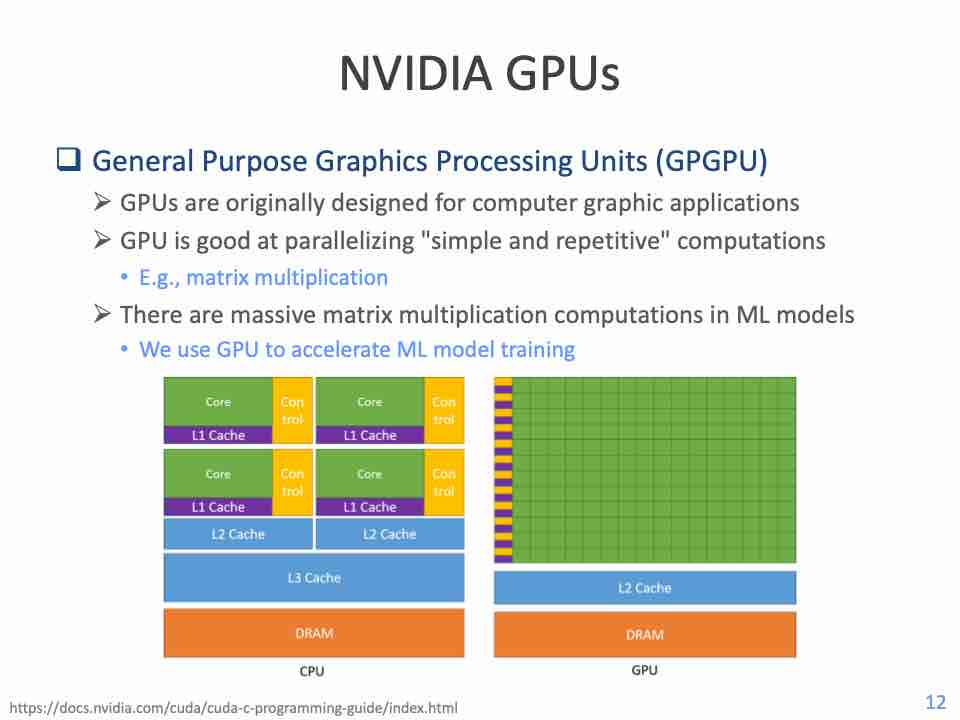 NVIDIA GPUs
General Purpose Graphics Processing Units (GPGPU)
GPUs are originally designed for computer graphic applications
GPU is good at parallelizing "simple and repetitive" computations
E.g., matrix multiplication
There are massive matrix multiplication computations in ML models
We use GPU to accelerate ML model training
Core
Con
trol
L1 Cache
Core
Con
trol
L1 Cache
Core
Con
trol
L1 Cache
Core
Con
trol
L1 Cache
L2 Cache
L2 Cache
L3 Cache
DRAM
CPU
L2 Cache
DRAM
GPU
https://docs.nvidia.com/cuda/cuda-c-programming-guide/index.html
12